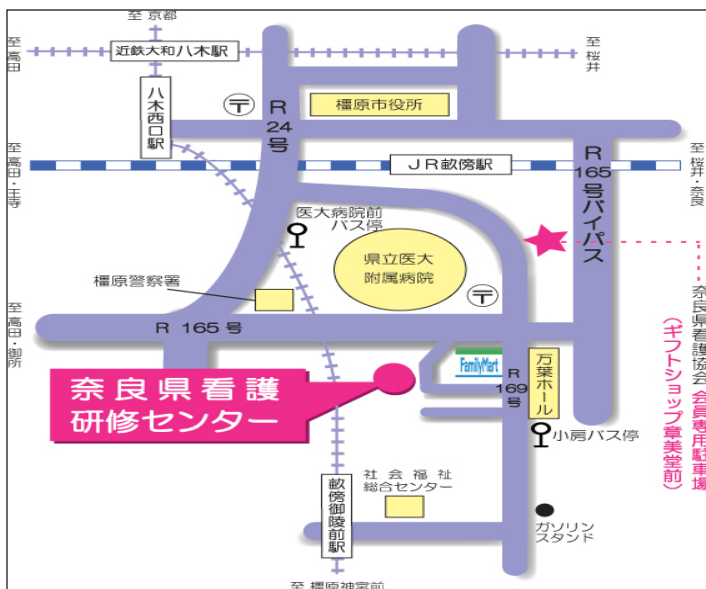 至 京都
至 高田
近鉄大和八木駅
至 桜井
八木西口駅
〒
R 24号
橿原市役所
至 高田・王寺
JR畝傍駅
R 165号バイパス
至 桜井・奈良
医大病院前
バス停
県立医大
附属病院
橿原警察署
〒
至 高田・御所
R 165 号
奈良県看護協会 会員専用駐車場
(ギフトショップ章美堂前)
FamilyMart
R 169号
万葉ホール
奈良県看護
研修センター
小房バス停
社会福祉
総合センター
畝傍御陵前駅
ガソリン
スタンド
至 橿原神宮前